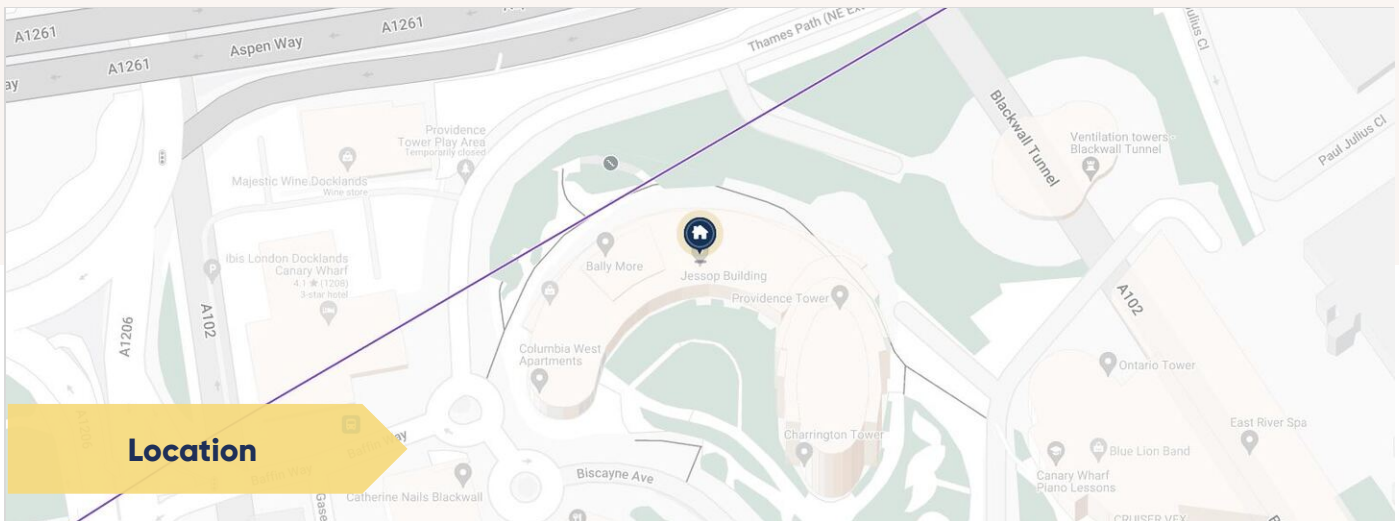 A1261
A1261
Aspen Way
A1261
ay
Thames Path (NE Ex
Julius Cl
Blackwall Tunnel
Ventilation towers -
Blackwall Tunnel
Paul Julius Cl
Providence
Tower Play Area
Temporarily closed
Majestic Wine Docklands
Wine store
Ibis London Docklands
Canary Wharf
4.1 ★ (1208)
3-star hotel
A102
A1206
Bally More
Jessop Building
Providence Tower
Columbia West
Apartments
A102
Ontario Tower
East River Spa
Charrington Tower
Blue Lion Band
Canary Wharf
Piano Lessons
Location
Biscayne Ave
Catherine Nails Blackwall
CRUISER VFX